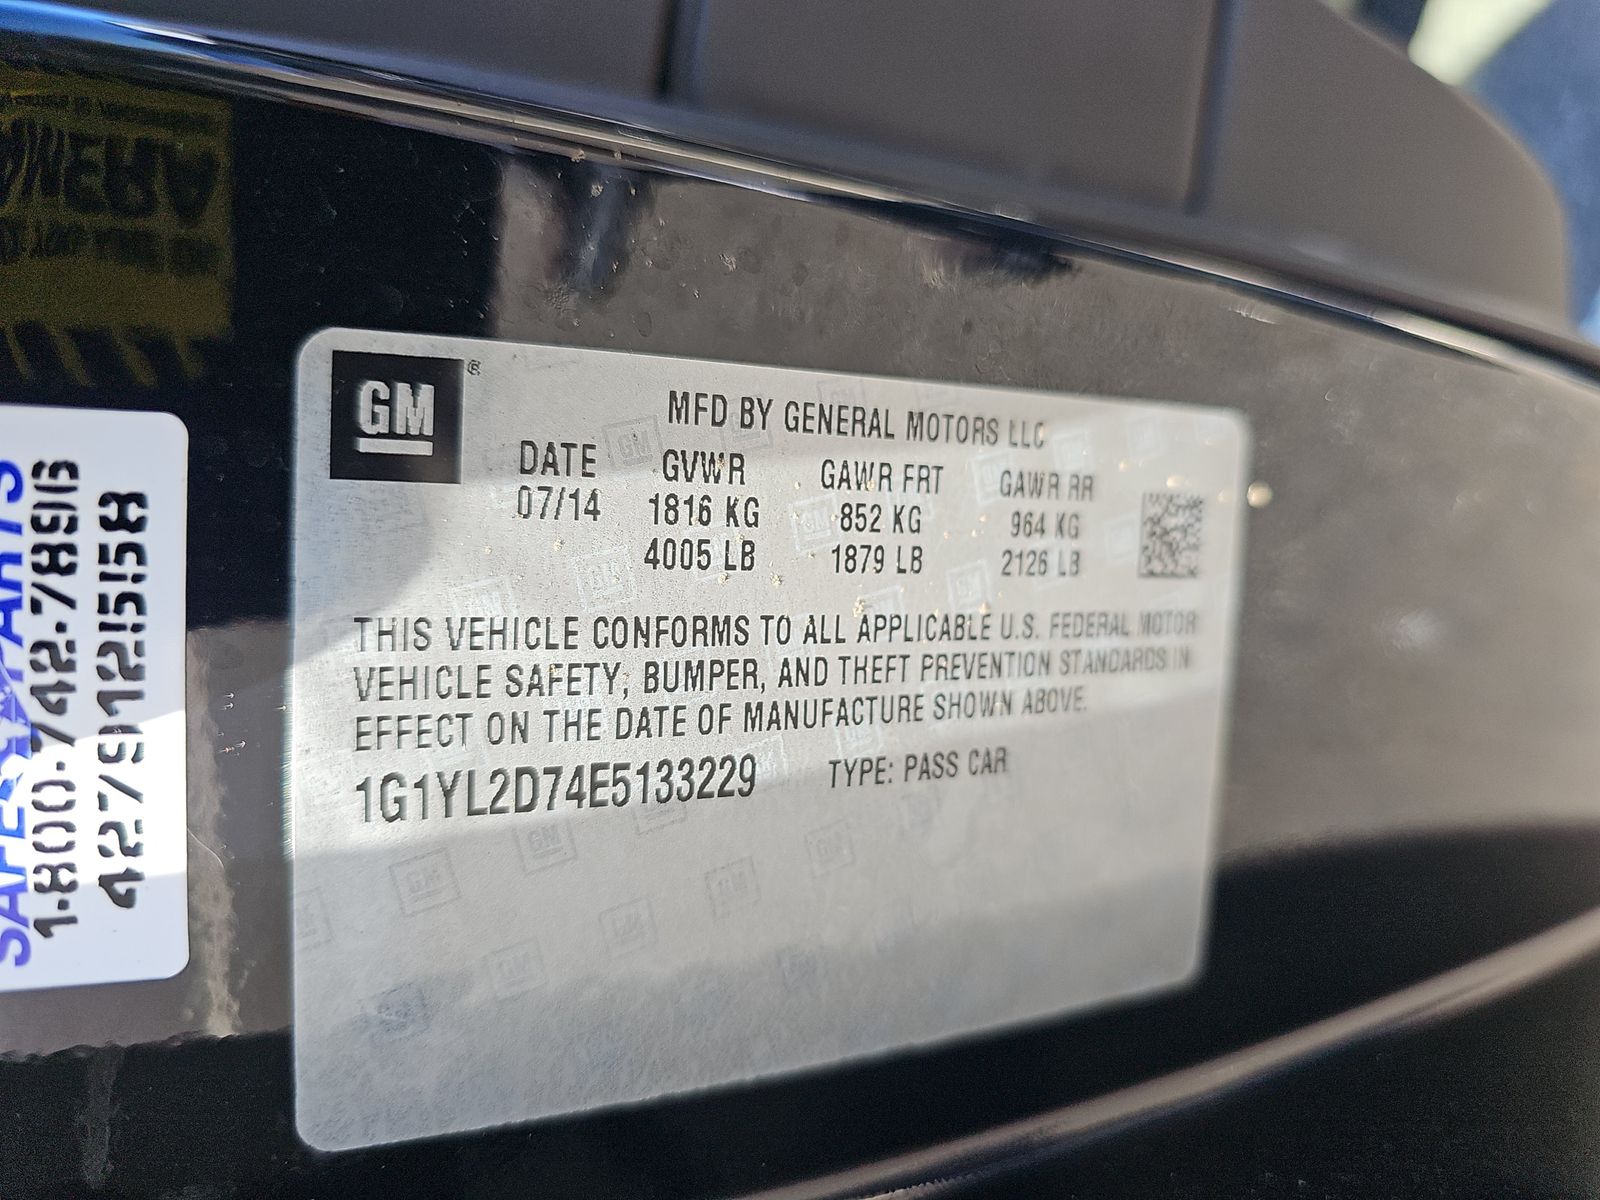 GM
MFD BY GENERAL MOTORS LLC
DATE GVWR GAWR FRT GAWR RR
07/14 1816 KG 852 KG 964 KG
4005 LB 1879 LB 2126 LB
THIS VEHICLE CONFORMS TO ALL APPLICABLE U.S. FEDERAL MOTOR
VEHICLE SAFETY, BUMPER, AND THEFT PREVENTION STANDARDS IN
EFFECT ON THE DATE OF MANUFACTURE SHOWN ABOVE.
1G1YL2D74E5133229 TYPE: PASS CAR
1-800-742-7896
427912558